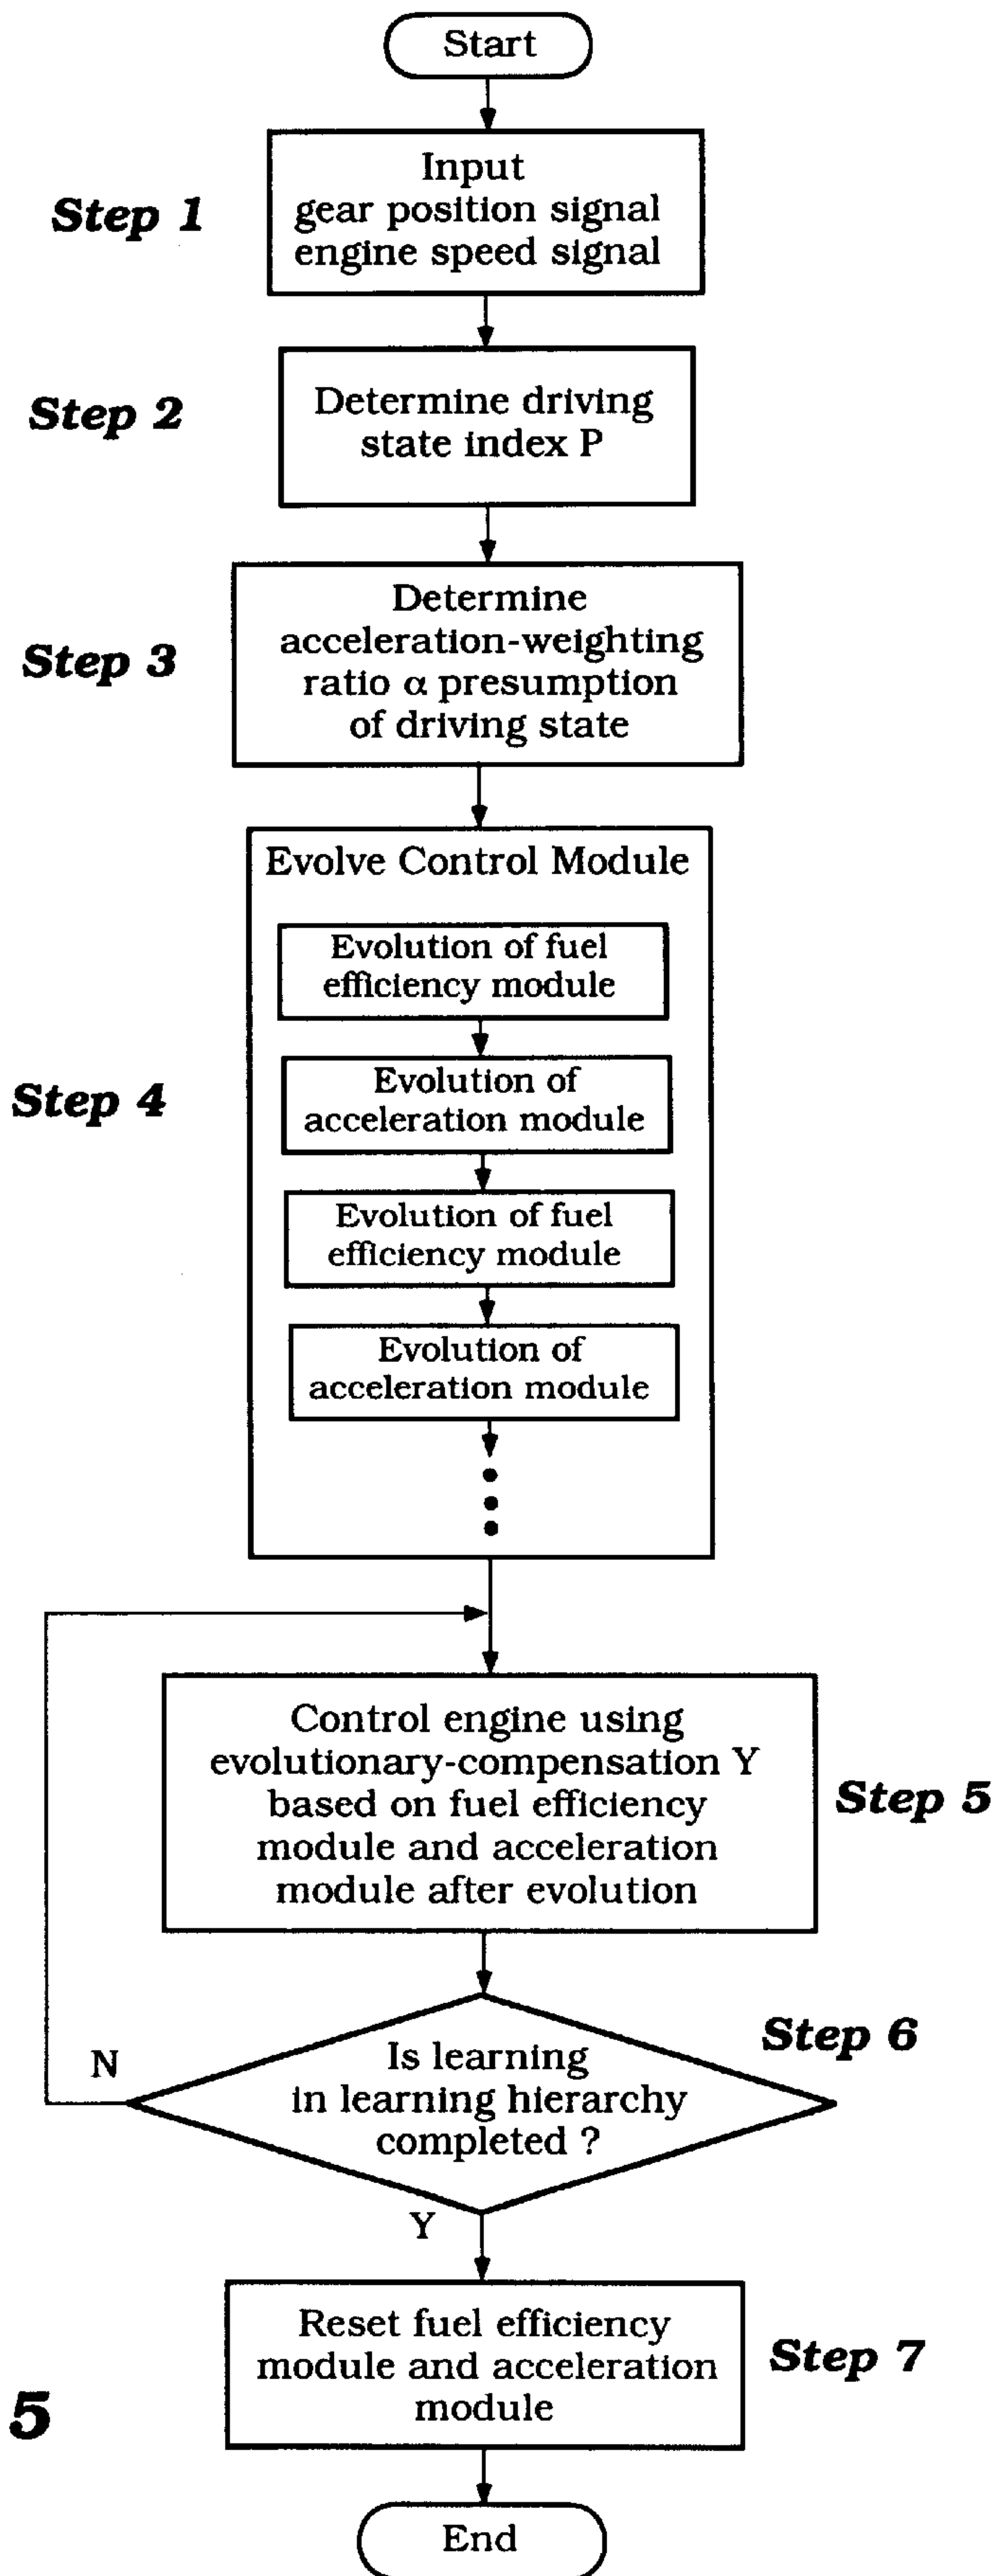 Start
Step 1
Input
gear position signal
engine speed signal
Step 2
Determine driving
state index P
Step 3
Determine
acceleration-weighting
ratio α presumption
of driving state
Step 4
Evolve Control Module
Evolution of fuel
efficiency module
Evolution of
acceleration module
Evolution of fuel
efficiency module
Evolution of
acceleration module
Control engine using
evolutionary-compensation Y
based on fuel efficiency
module and acceleration
module after evolution
Step 5
Step 6
N
Is learning
in learning hierarchy
completed ?
Y
Reset fuel efficiency
module and acceleration
module
Step 7
5
End